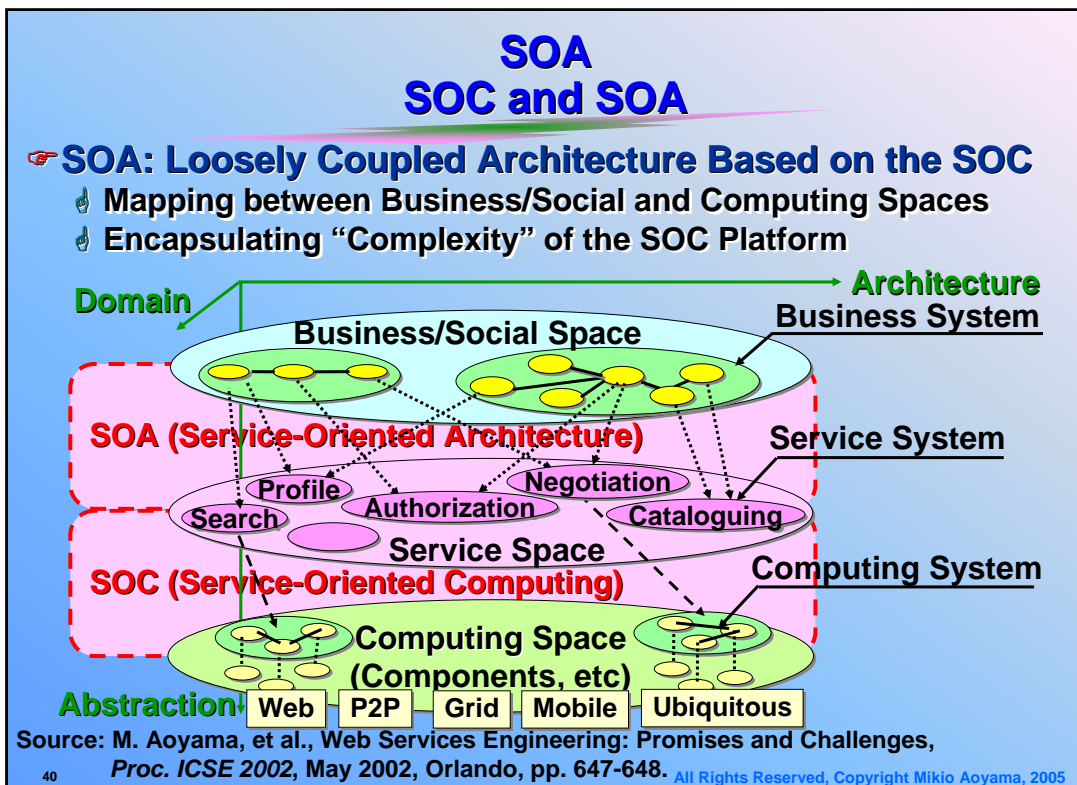 SOA
SOC and SOA
SOA: Loosely Coupled Architecture Based on the SOC
Mapping between Business/Social and Computing Spaces
Encapsulating “Complexity” of the SOC Platform
Domain
Architecture
Business/Social Space
Business System
SOA (Service-Oriented Architecture)
Service System
Profile
Negotiation
Search
Authorization
Cataloguing
Service Space
SOC (Service-Oriented Computing)
Computing System
Computing Space
(Components, etc)
Abstraction
Web
P2P
Grid
Mobile
Ubiquitous
Source: M. Aoyama, et al., Web Services Engineering: Promises and Challenges,
Proc. ICSE 2002, May 2002, Orlando, pp. 647-648.
40
All Rights Reserved, Copyright Mikio Aoyama, 2005